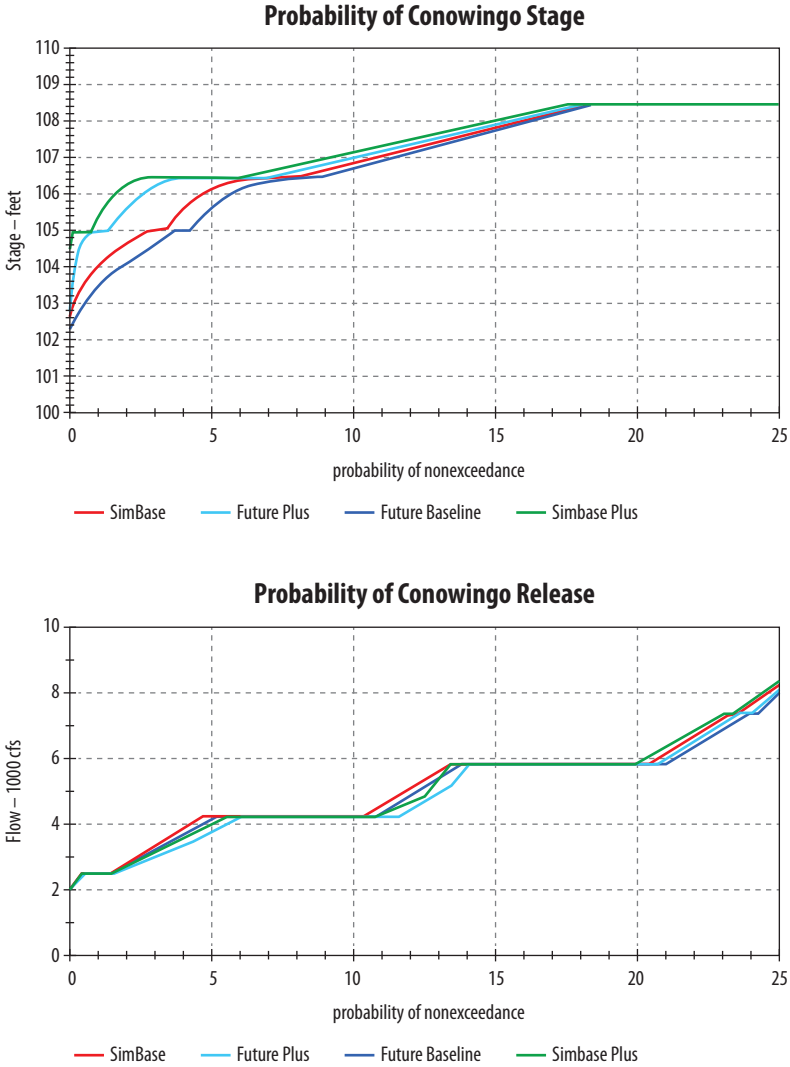 Probability of Conowingo Stage
110
109
108
107
106
105
104
103
102
101
100
Stage – feet
0 5 10 15 20 25
probability of nonexceedance
SimBase Future Plus Future Baseline Simbase Plus
Probability of Conowingo Release
10
8
6
4
2
0
Flow – 1000 cfs
0 5 10 15 20 25
probability of nonexceedance
SimBase Future Plus Future Baseline Simbase Plus